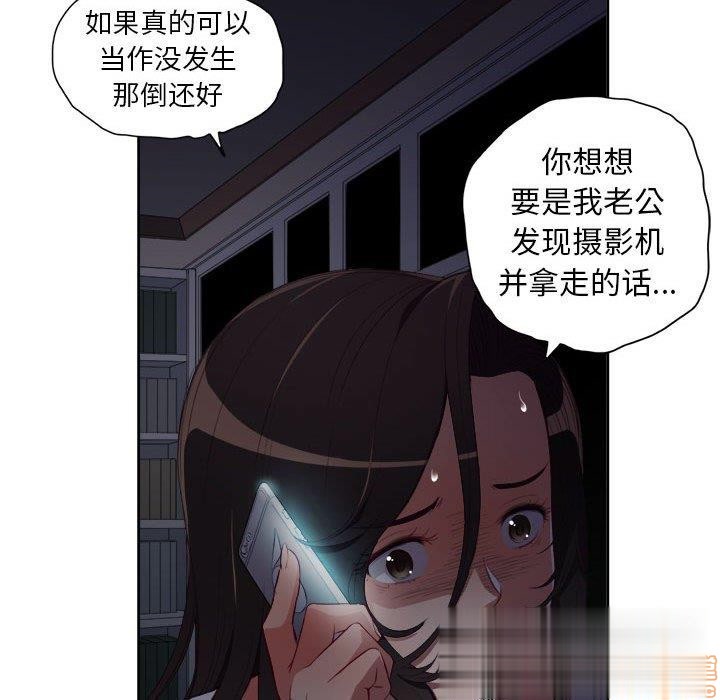 如果真的可以
当作没发生
那倒还好
你想想
要是我老公
发现摄影机
并拿走的话...